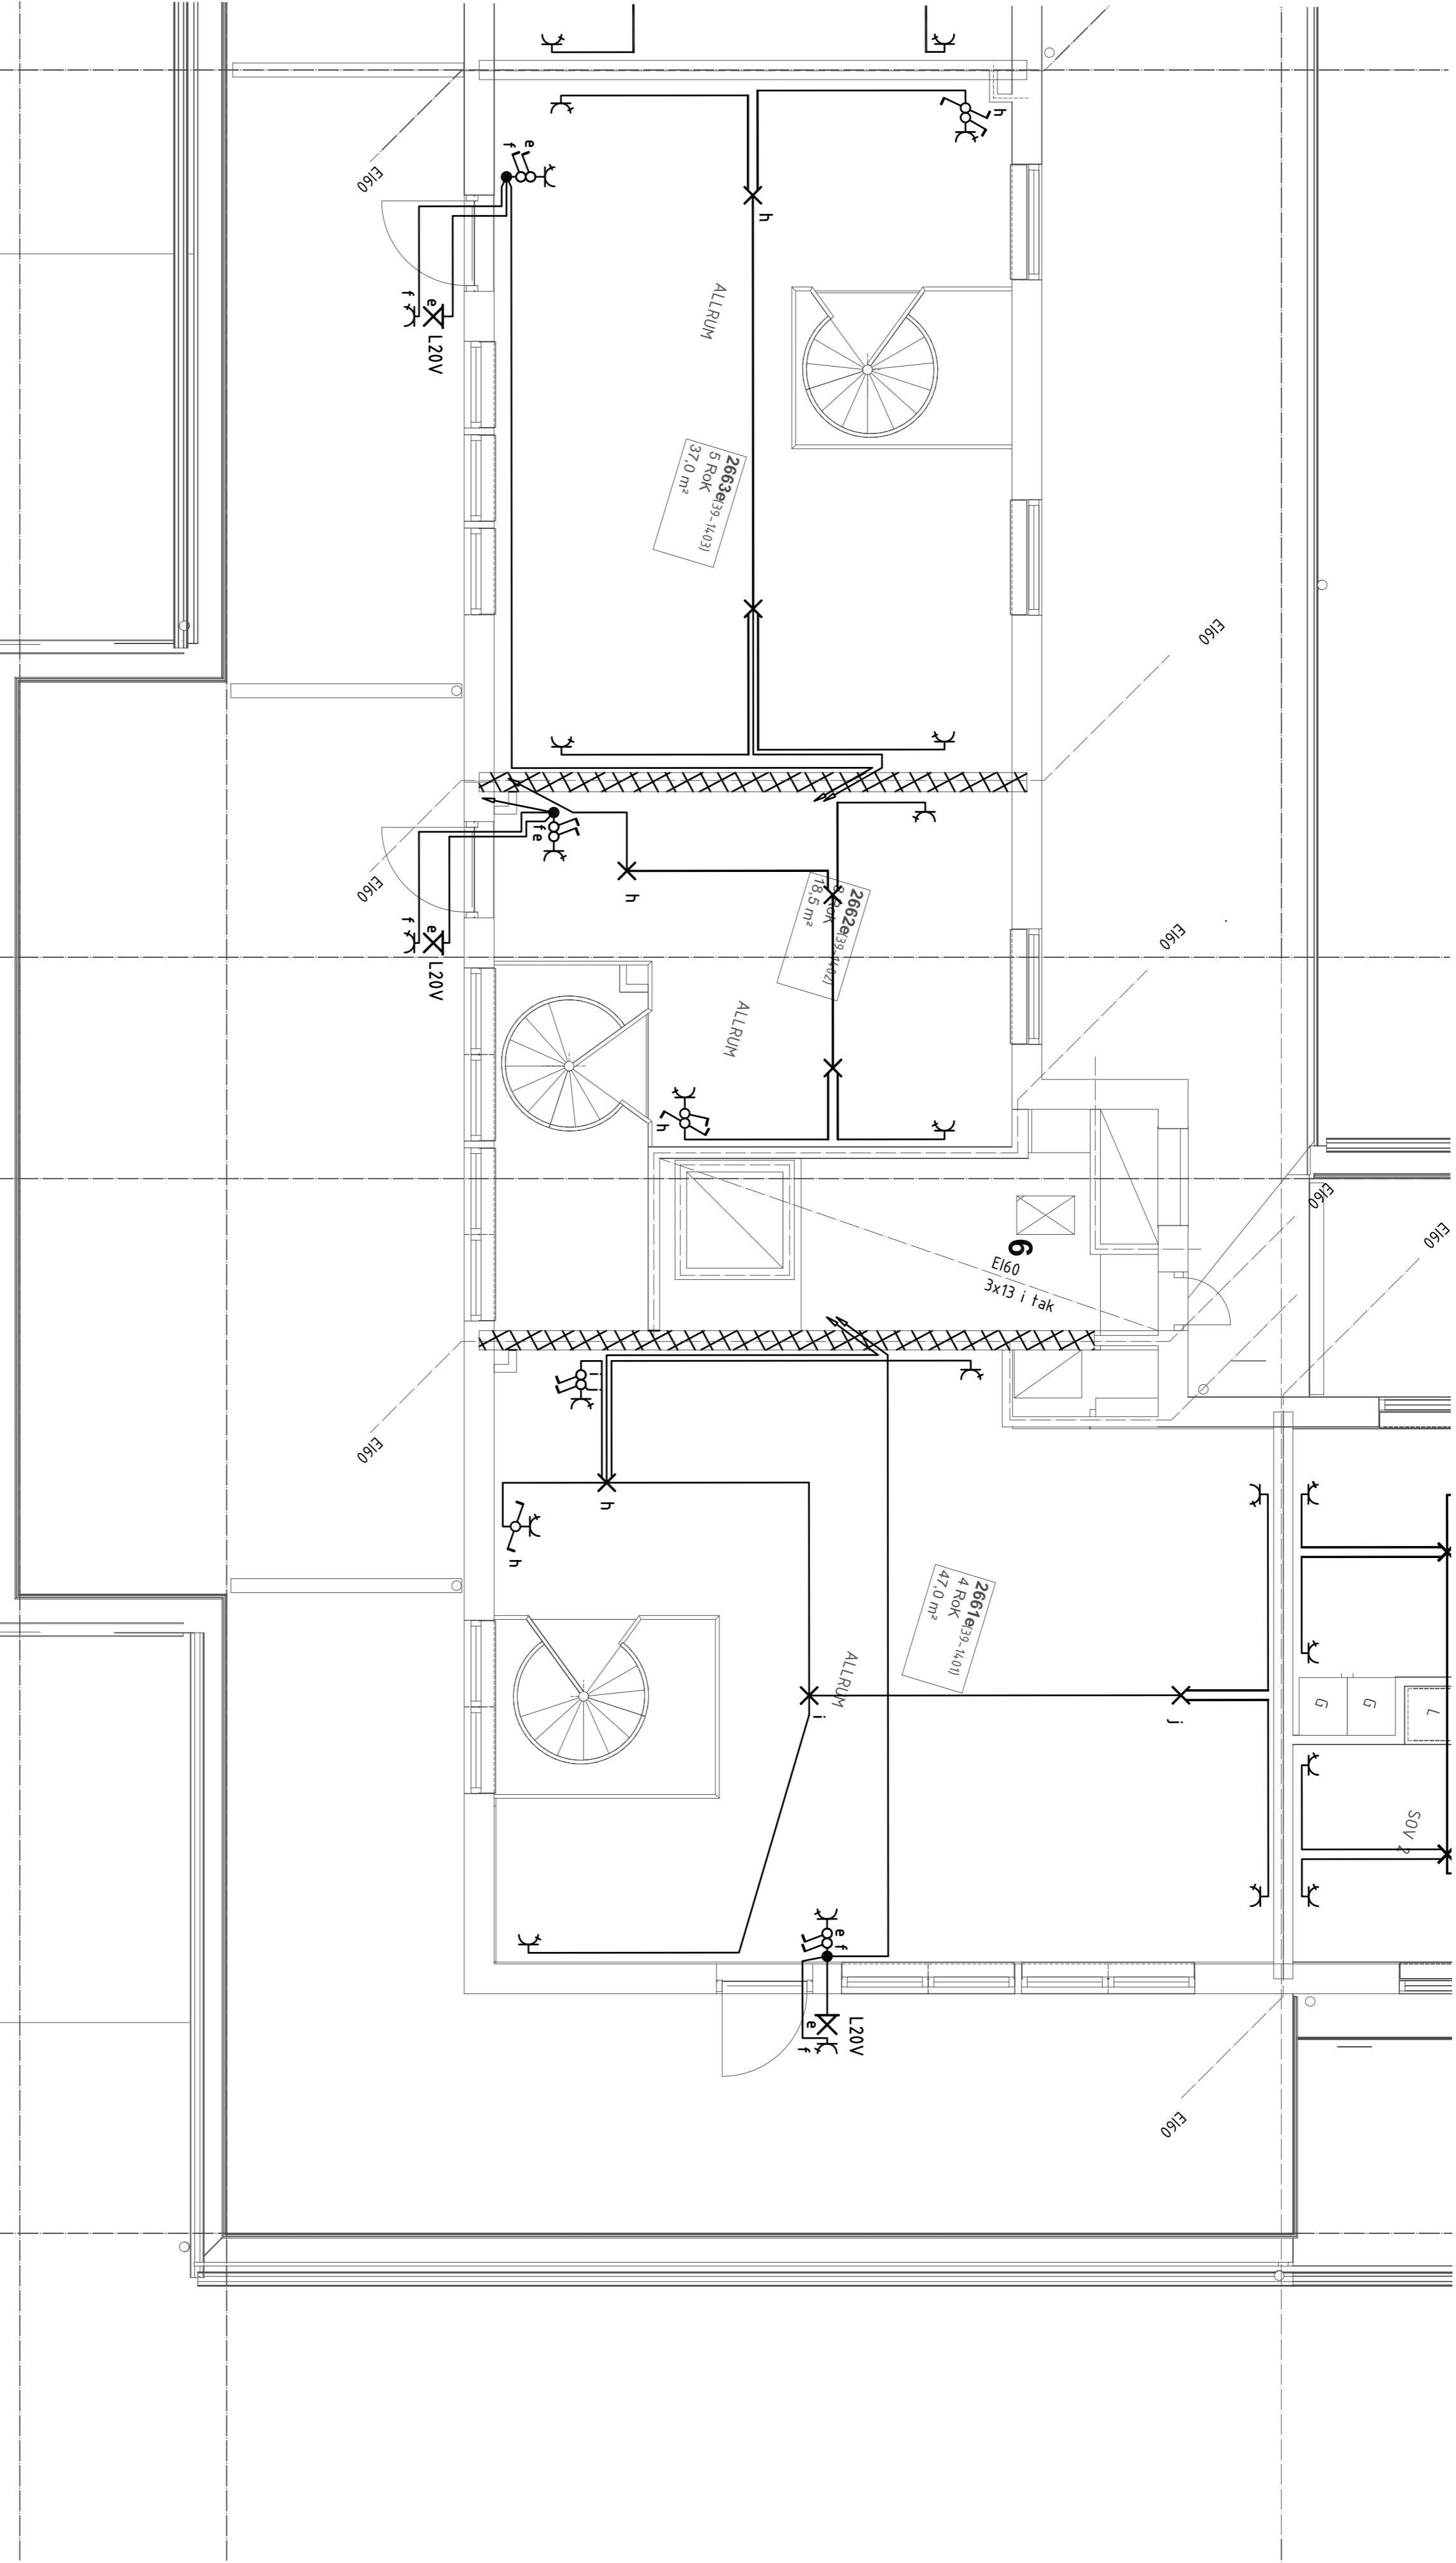 h
EI60
e
f
h
ALLRUM
f
e
L20V
2663e(39-1403)
5 RoK
37,0 m²
EI60
EI60
f e
h
2662e(39-1402)
RoK
18,5 m²
f
e
L20V
EI60
ALLRUM
h
EI60
EI60
6
EI60
3x13 i tak
EI60
h
h
2661e(39-1401)
4 RoK
47,0 m²
ALLRUM
i
j
G
G
L
SOV 2
e f
e
f
L20V
EI60